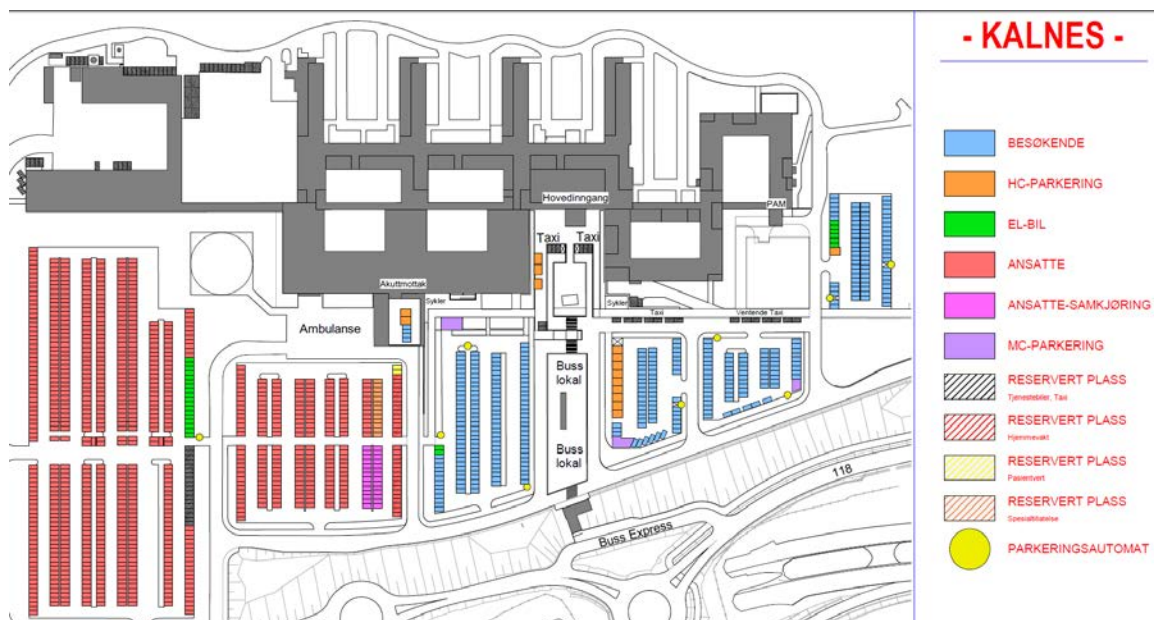 - KALNES -
Hovedinngang
PAM
Taxi
Taxi
Akuttmottak
Sykler
Sykler
Taxi
Ventende Taxi
Ambulanse
Buss
lokal
Buss
lokal
118
Buss Express
BESØKENDE
HC-PARKERING
EL-BIL
ANSATTE
ANSATTE-SAMKJØRING
MC-PARKERING
RESERVERT PLASS
Tjenestebiler, Taxi
RESERVERT PLASS
Hjemmevakt
RESERVERT PLASS
Pasientvert
RESERVERT PLASS
Spesialtillatelse
PARKERINGSAUTOMAT